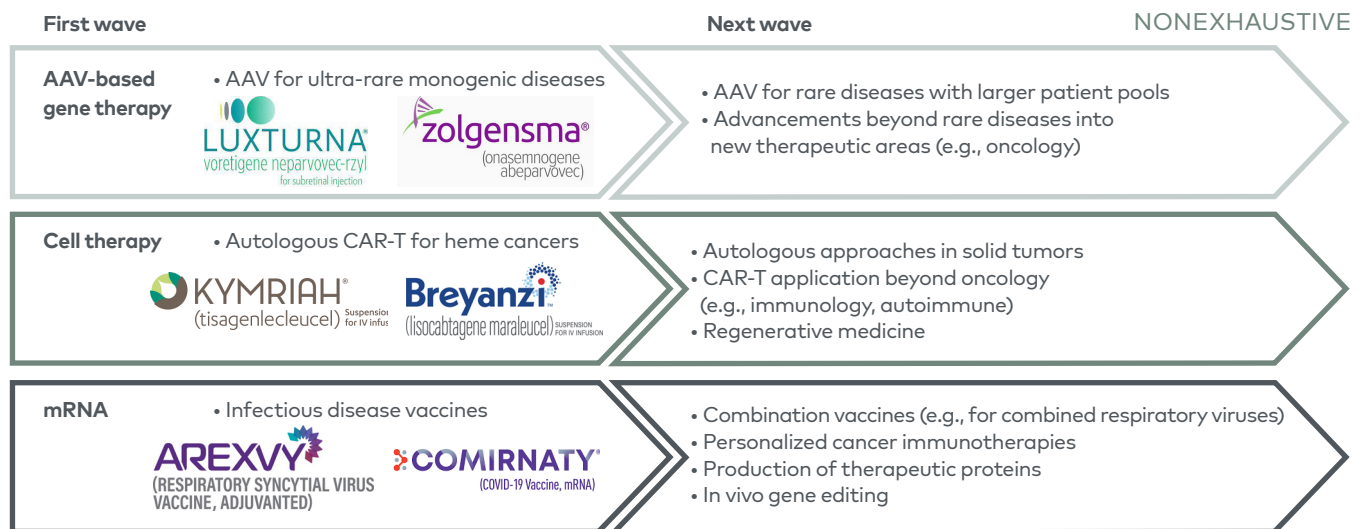 First wave
Next wave
NONEXHAUSTIVE
AAV-based
gene therapy
• AAV for ultra-rare monogenic diseases
LUXTURNA®
voretigene neparvovec-rzyl
for subretinal injection
zolgensma®
(onasemnogene
abeparvovec)
• AAV for rare diseases with larger patient pools
• Advancements beyond rare diseases into
new therapeutic areas (e.g., oncology)
Cell therapy
• Autologous CAR-T for heme cancers
KYMRIAH®
(tisagenlecleucel)
Suspension
for IV infus
Breyanzi™
(lisocabtagene maraleucel)
SUSPENSION
FOR IV INFUSION
• Autologous approaches in solid tumors
• CAR-T application beyond oncology
(e.g., immunology, autoimmune)
• Regenerative medicine
mRNA
• Infectious disease vaccines
AREXVY
(RESPIRATORY SYNCYTIAL VIRUS
VACCINE, ADJUVANTED)
COMIRNATY®
(COVID-19 Vaccine, mRNA)
• Combination vaccines (e.g., for combined respiratory viruses)
• Personalized cancer immunotherapies
• Production of therapeutic proteins
• In vivo gene editing